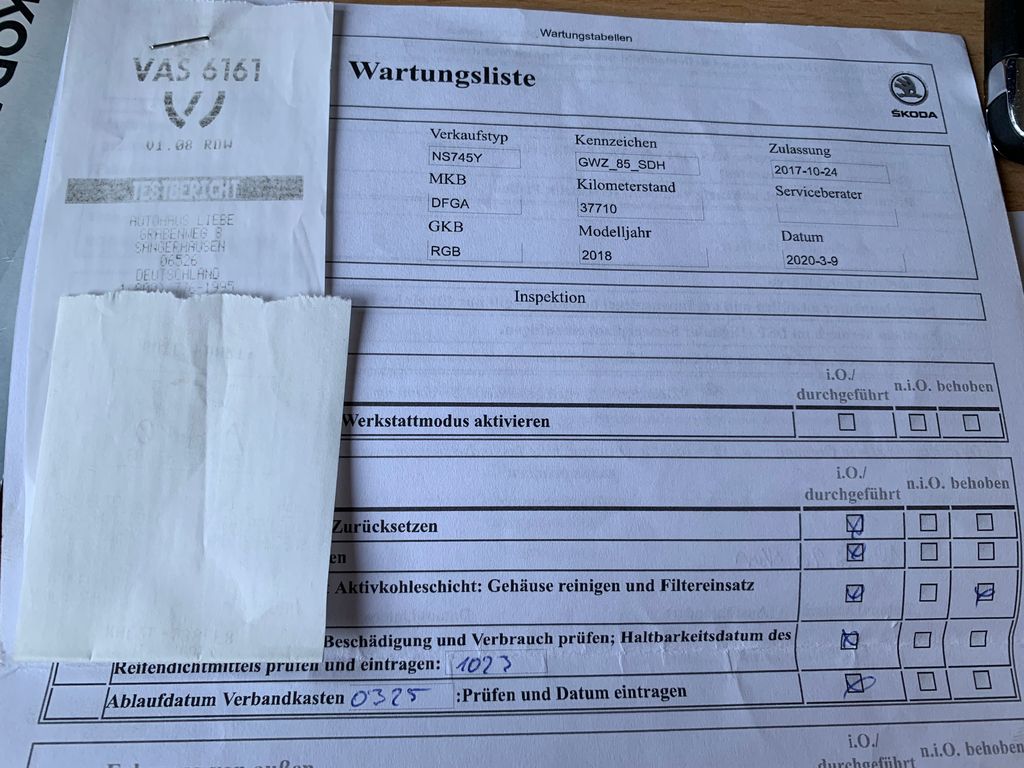 Wartungstabellen
VAS 6161
V1.08 RDW
TESTBERICHT
AUTOHAUS LIEBE
GRABENWEG 8
SANGERHAUSEN
06526
DEUTSCHLAND
Wartungsliste
ŠKODA
Verkaufstyp Kennzeichen Zulassung
NS745Y GWZ_85_SDH 2017-10-24
MKB Kilometerstand Serviceberater
DFGA 37710
GKB Modelljahr Datum
RGB 2018 2020-3-9
Inspektion
i.O./
durchgeführt n.i.O. behoben
Werkstattmodus aktivieren
i.O./
durchgeführt n.i.O. behoben
Zurücksetzen
en
Aktivkohleschicht: Gehäuse reinigen und Filtereinsatz
Beschädigung und Verbrauch prüfen; Haltbarkeitsdatum des
Reifendichtmittels prüfen und eintragen: 1023
Ablaufdatum Verbandkasten 0325 :Prüfen und Datum eintragen
i.O./
durchgeführt n.i.O. behoben